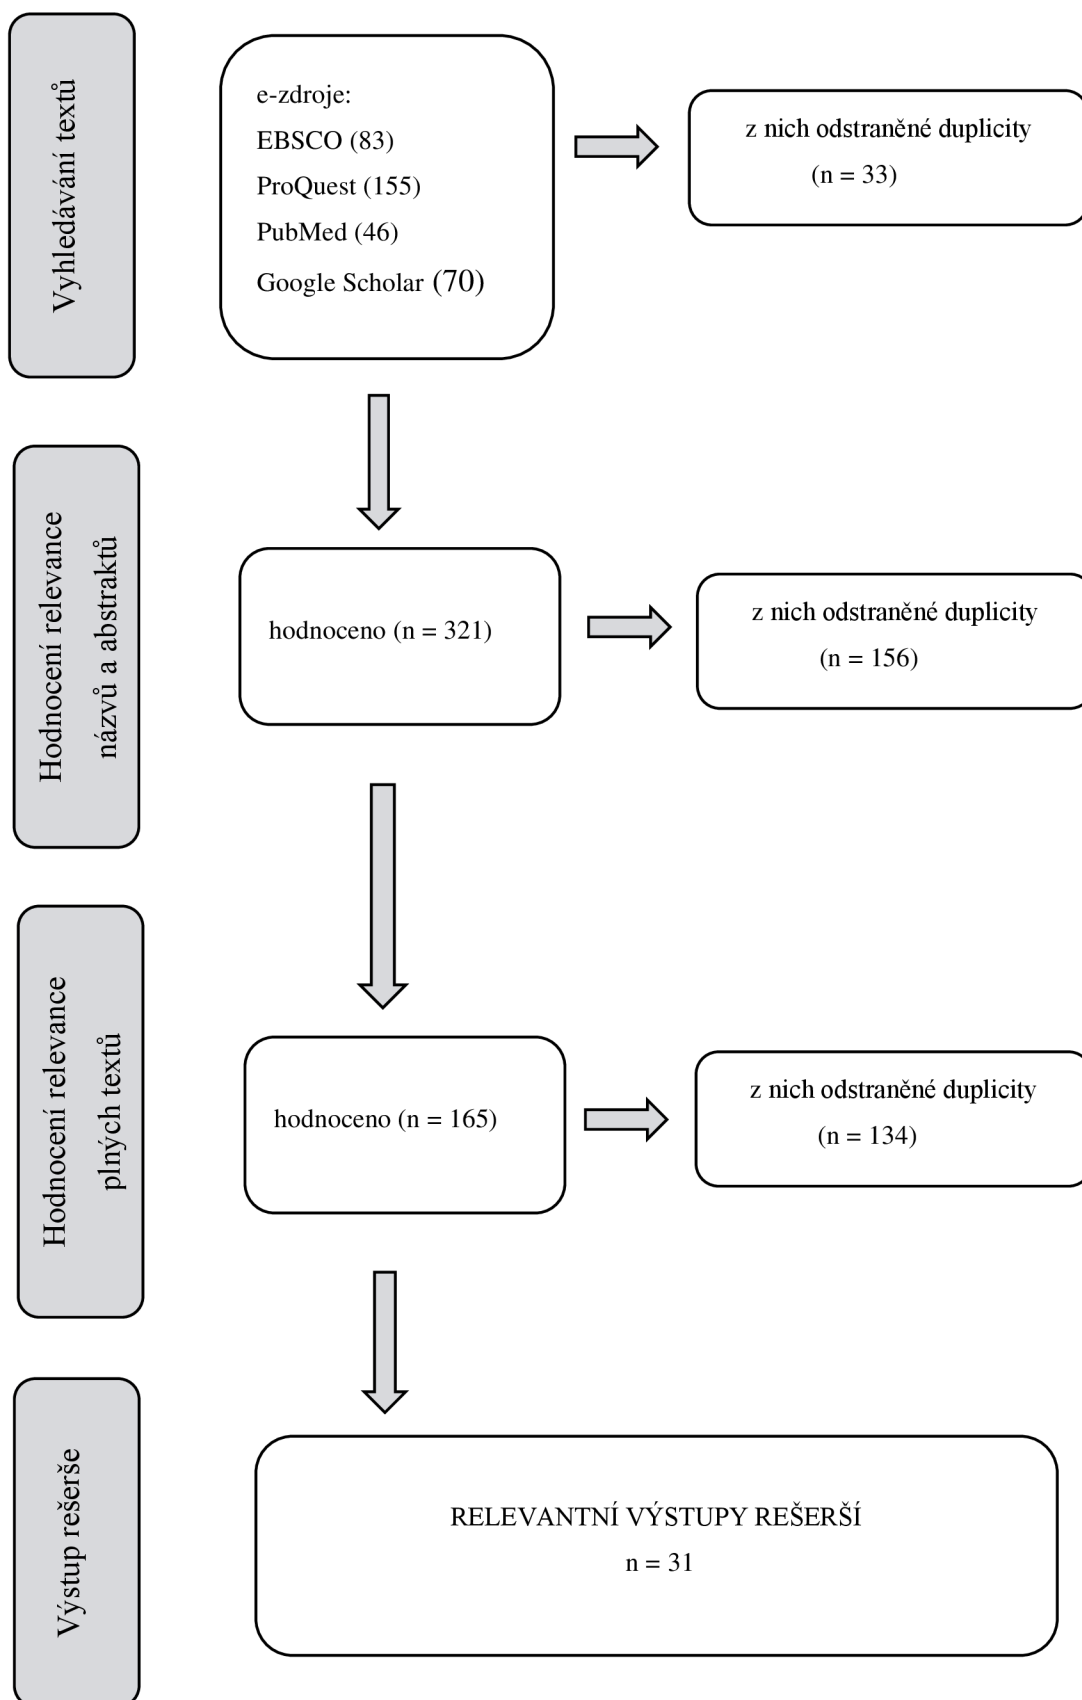 Vyhledávání textů
e-zdroje:
EBSCO (83)
ProQuest (155)
PubMed (46)
Google Scholar (70)
z nich odstraněné duplicity
(n = 33)
Hodnocení relevance
názvů a abstraktů
hodnoceno (n = 321)
z nich odstraněné duplicity
(n = 156)
Hodnocení relevance
plných textů
hodnoceno (n = 165)
z nich odstraněné duplicity
(n = 134)
Výstup rešerše
RELEVANTNÍ VÝSTUPY REŠERŠÍ
n = 31